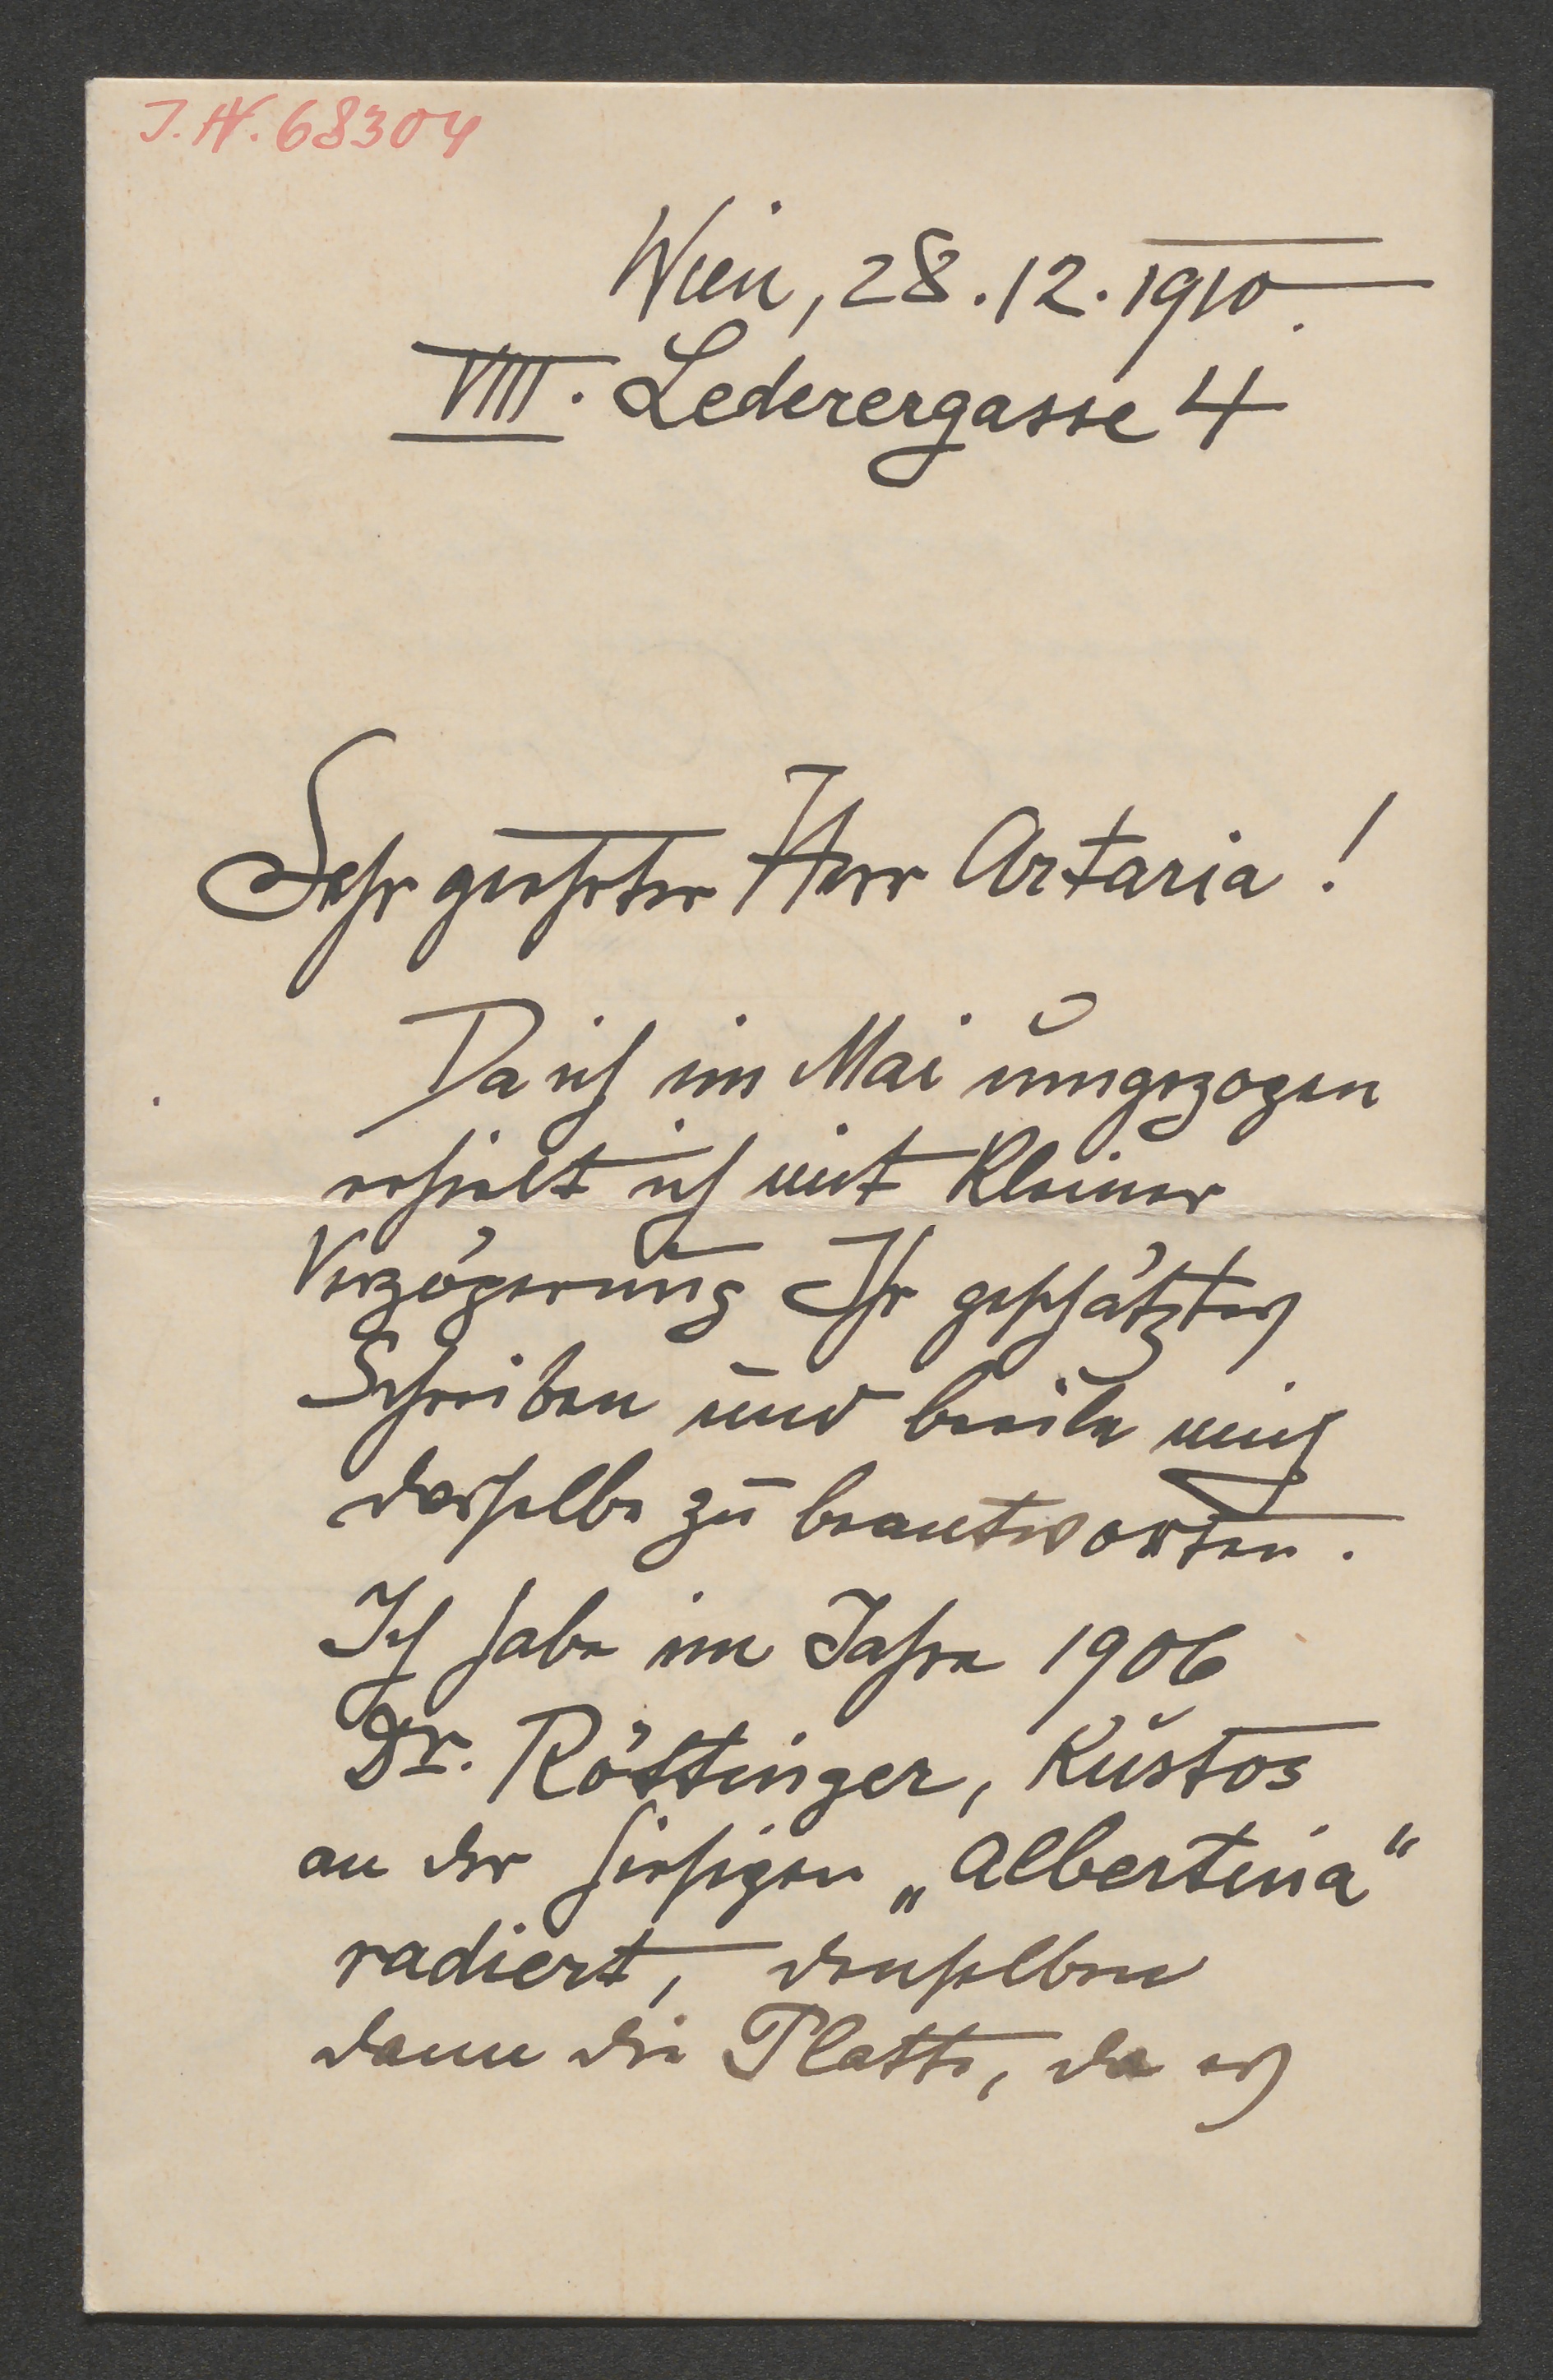 J. N. 68304
Wien, 28. 12. 1910.
VIII. Lederergasse 4
Sehr geehrter Herr Artaria!
Da ich im Mai umgezogen
erhielt ich mit kleiner
Verzögerung Ihr geschätztes
Schreiben und beeile mich
dasselbe zu beantworten.
Ich habe im Jahre 1906
Dr. Röttinger, Kustos
an der hiesigen „Albertina“
radiert, denselben
dann die Platte, da es